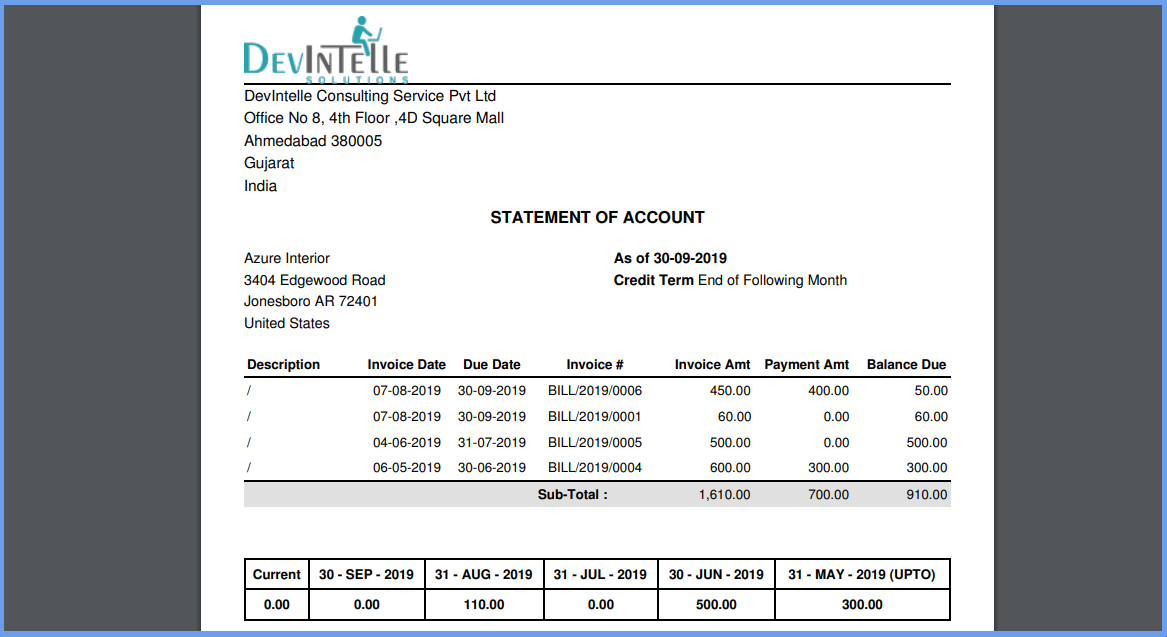 DEVINTELLE
SOLUTIONS
DevIntelle Consulting Service Pvt Ltd
Office No 8, 4th Floor ,4D Square Mall
Ahmedabad 380005
Gujarat
India
STATEMENT OF ACCOUNT
Azure Interior As of 30-09-2019
3404 Edgewood Road Credit Term End of Following Month
Jonesboro AR 72401
United States
Description Invoice Date Due Date Invoice # Invoice Amt Payment Amt Balance Due
/ 07-08-2019 30-09-2019 BILL/2019/0006 450.00 400.00 50.00
/ 07-08-2019 30-09-2019 BILL/2019/0001 60.00 0.00 60.00
/ 04-06-2019 31-07-2019 BILL/2019/0005 500.00 0.00 500.00
/ 06-05-2019 30-06-2019 BILL/2019/0004 600.00 300.00 300.00
Sub-Total : 1,610.00 700.00 910.00
Current 30 - SEP - 2019 31 - AUG - 2019 31 - JUL - 2019 30 - JUN - 2019 31 - MAY - 2019 (UPTO)
0.00 0.00 110.00 0.00 500.00 300.00